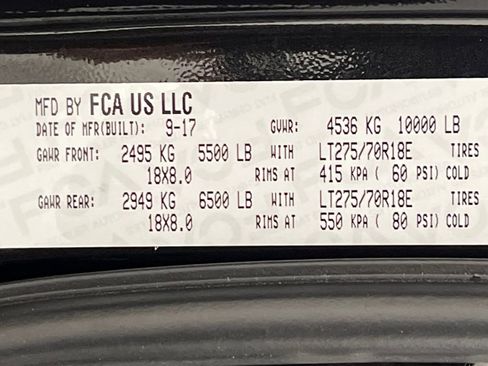 MFD BY FCA US LLC
DATE OF MFR(BUILT): 9-17 GVWR: 4536 KG 10000 LB
GAWR FRONT: 2495 KG 5500 LB WITH LT275/70R18E TIRES
18X8.0 RIMS AT 415 KPA ( 60 PSI) COLD
GAWR REAR: 2949 KG 6500 LB WITH LT275/70R18E TIRES
18X8.0 RIMS AT 550 KPA ( 80 PSI) COLD